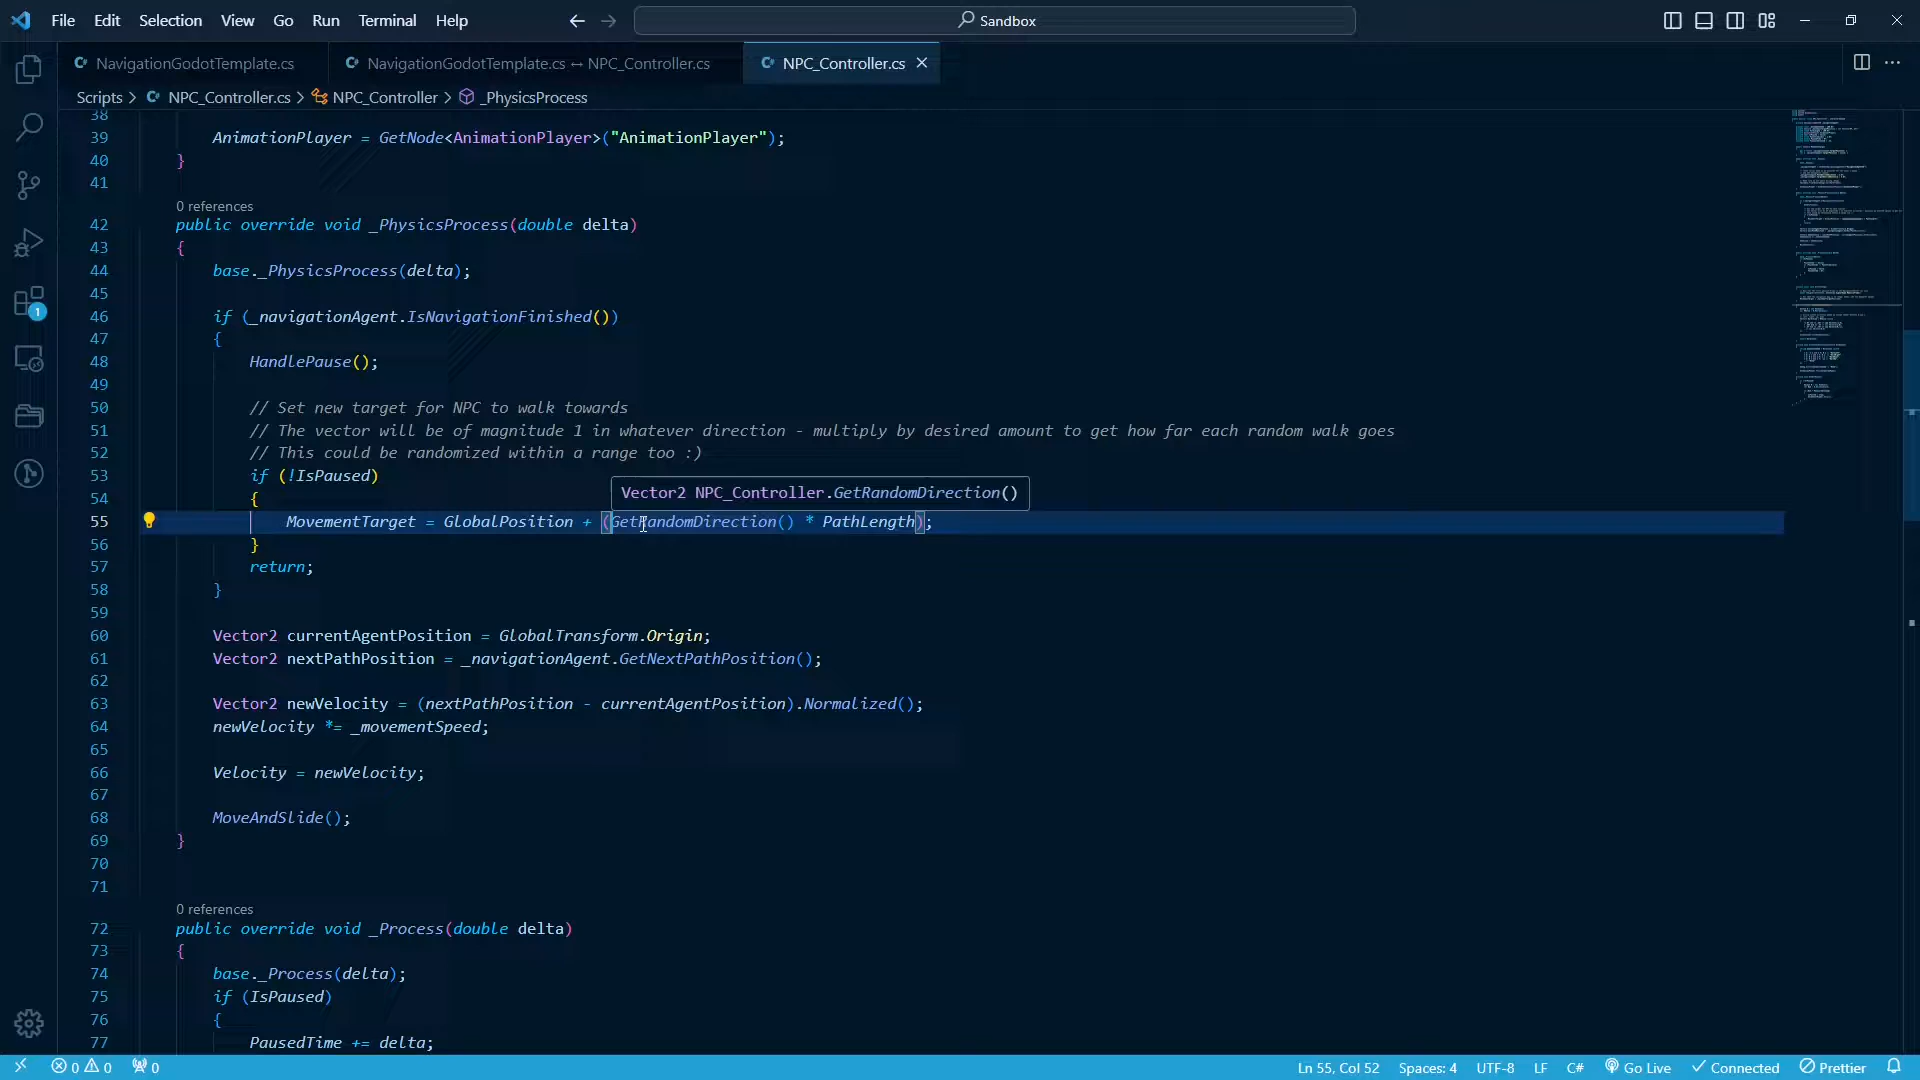 File Edit Selection View Go Run Terminal Help
Sandbox
NavigationGodotTemplate.cs
NavigationGodotTemplate.cs ↔ NPC_Controller.cs
NPC_Controller.cs
Scripts > NPC_Controller.cs > NPC_Controller > _PhysicsProcess
38
39 AnimationPlayer = GetNode<AnimationPlayer>("AnimationPlayer");
40 }
41
0 references
42 public override void _PhysicsProcess(double delta)
43 {
44 base._PhysicsProcess(delta);
45
46 if (_navigationAgent.IsNavigationFinished())
47 {
48 HandlePause();
49
50 // Set new target for NPC to walk towards
51 // The vector will be of magnitude 1 in whatever direction - multiply by desired amount to get how far each random walk goes
52 // This could be randomized within a range too :)
53 if (!IsPaused)
Vector2 NPC_Controller.GetRandomDirection()
54 {
55 MovementTarget = GlobalPosition + (GetRandomDirection() * PathLength);
56 }
57 return;
58 }
59
60 Vector2 currentAgentPosition = GlobalTransform.Origin;
61 Vector2 nextPathPosition = _navigationAgent.GetNextPathPosition();
62
63 Vector2 newVelocity = (nextPathPosition - currentAgentPosition).Normalized();
64 newVelocity *= _movementSpeed;
65
66 Velocity = newVelocity;
67
68 MoveAndSlide();
69 }
70
71
0 references
72 public override void _Process(double delta)
73 {
74 base._Process(delta);
75 if (IsPaused)
76 {
77 PausedTime += delta;
1
0 0 0
Ln 55, Col 52 Spaces: 4 UTF-8 LF C# Go Live Connected Prettier